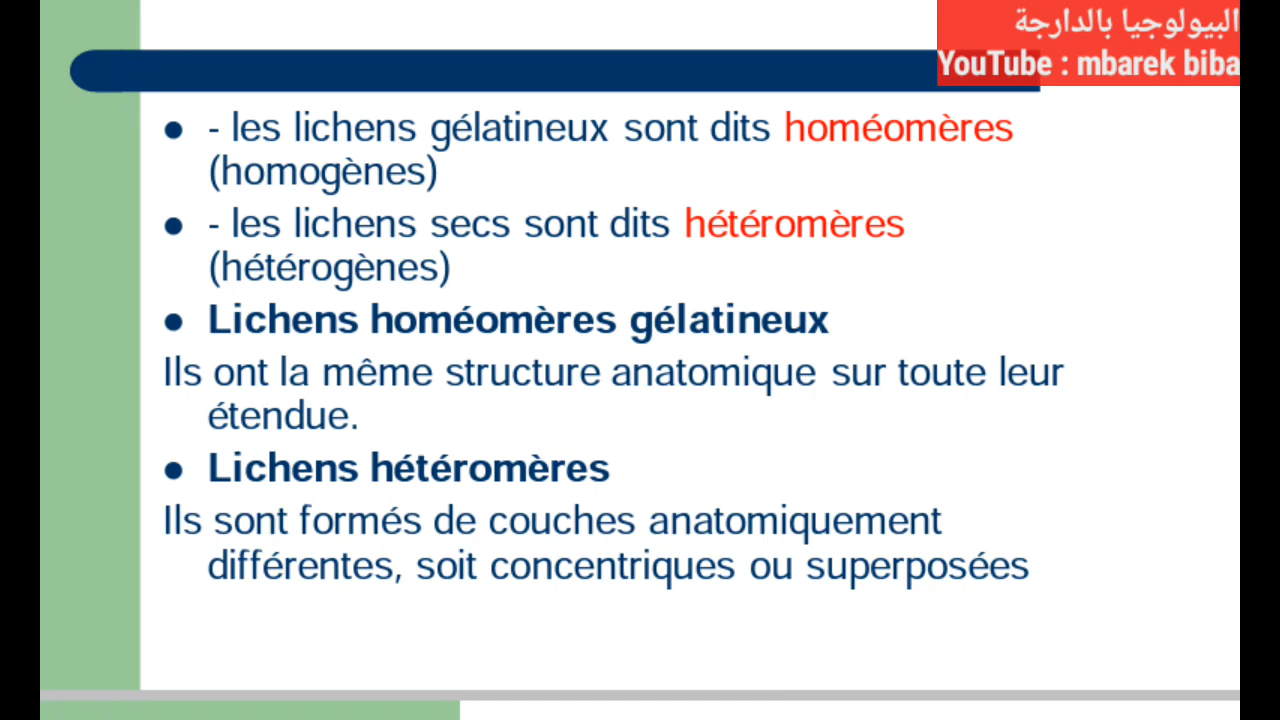 البيولوجيا بالدارجة
YouTube : mbarek biba
- les lichens gélatineux sont dits homéomères
(homogènes)
- les lichens secs sont dits hétéromères
(hétérogènes)
Lichens homéomères gélatineux
Ils ont la même structure anatomique sur toute leur
étendue.
Lichens hétéromères
Ils sont formés de couches anatomiquement
différentes, soit concentriques ou superposées